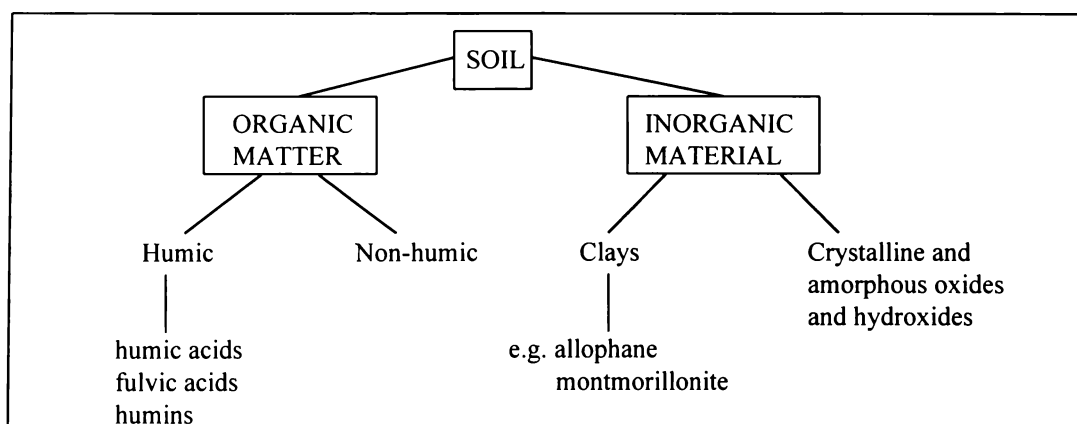 SOIL
ORGANIC
MATTER
INORGANIC
MATERIAL
Humic
Non-humic
Clays
Crystalline and
amorphous oxides
and hydroxides
humic acids
fulvic acids
humins
e.g. allophane
montmorillonite